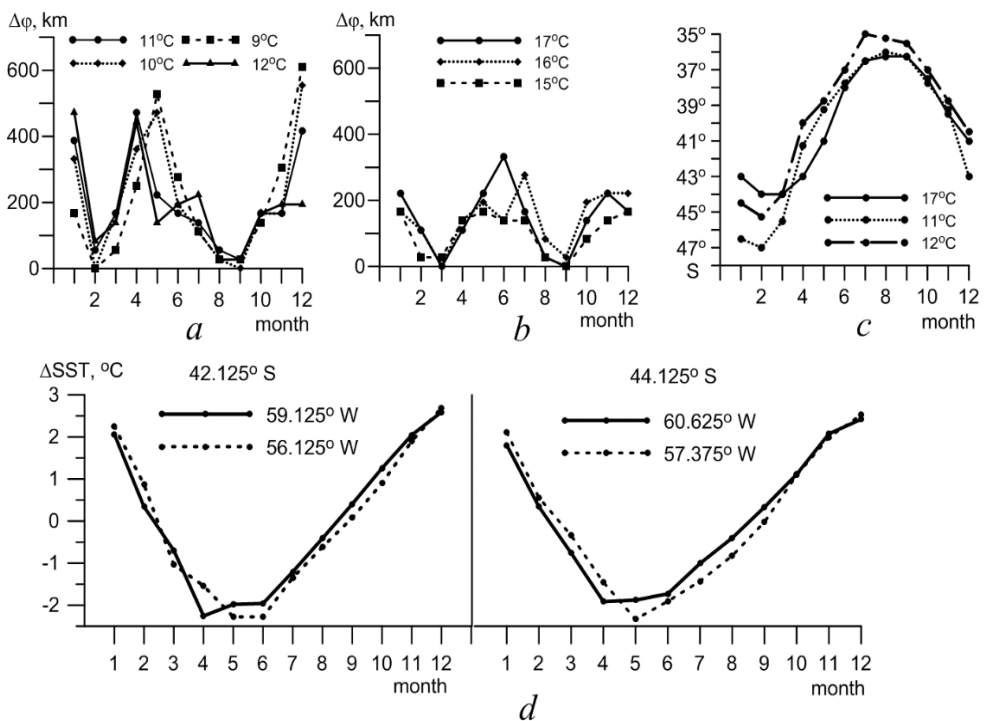 Δφ, km
11°C 9°C
10°C 12°C
600
400
200
0
2 4 6 8 10 12
month
a
Δφ, km
17°C
16°C
15°C
600
400
200
0
2 4 6 8 10 12
month
b
35°
37°
39°
41°
43°
45°
47°
S
17°C
11°C
12°C
2 4 6 8 10 12
month
c
ΔSST, °C 42.125° S
3
2
1
0
-1
-2
59.125° W
56.125° W
1 2 3 4 5 6 7 8 9 10 11 12
month
44.125° S
60.625° W
57.375° W
1 2 3 4 5 6 7 8 9 10 11 12
month
d